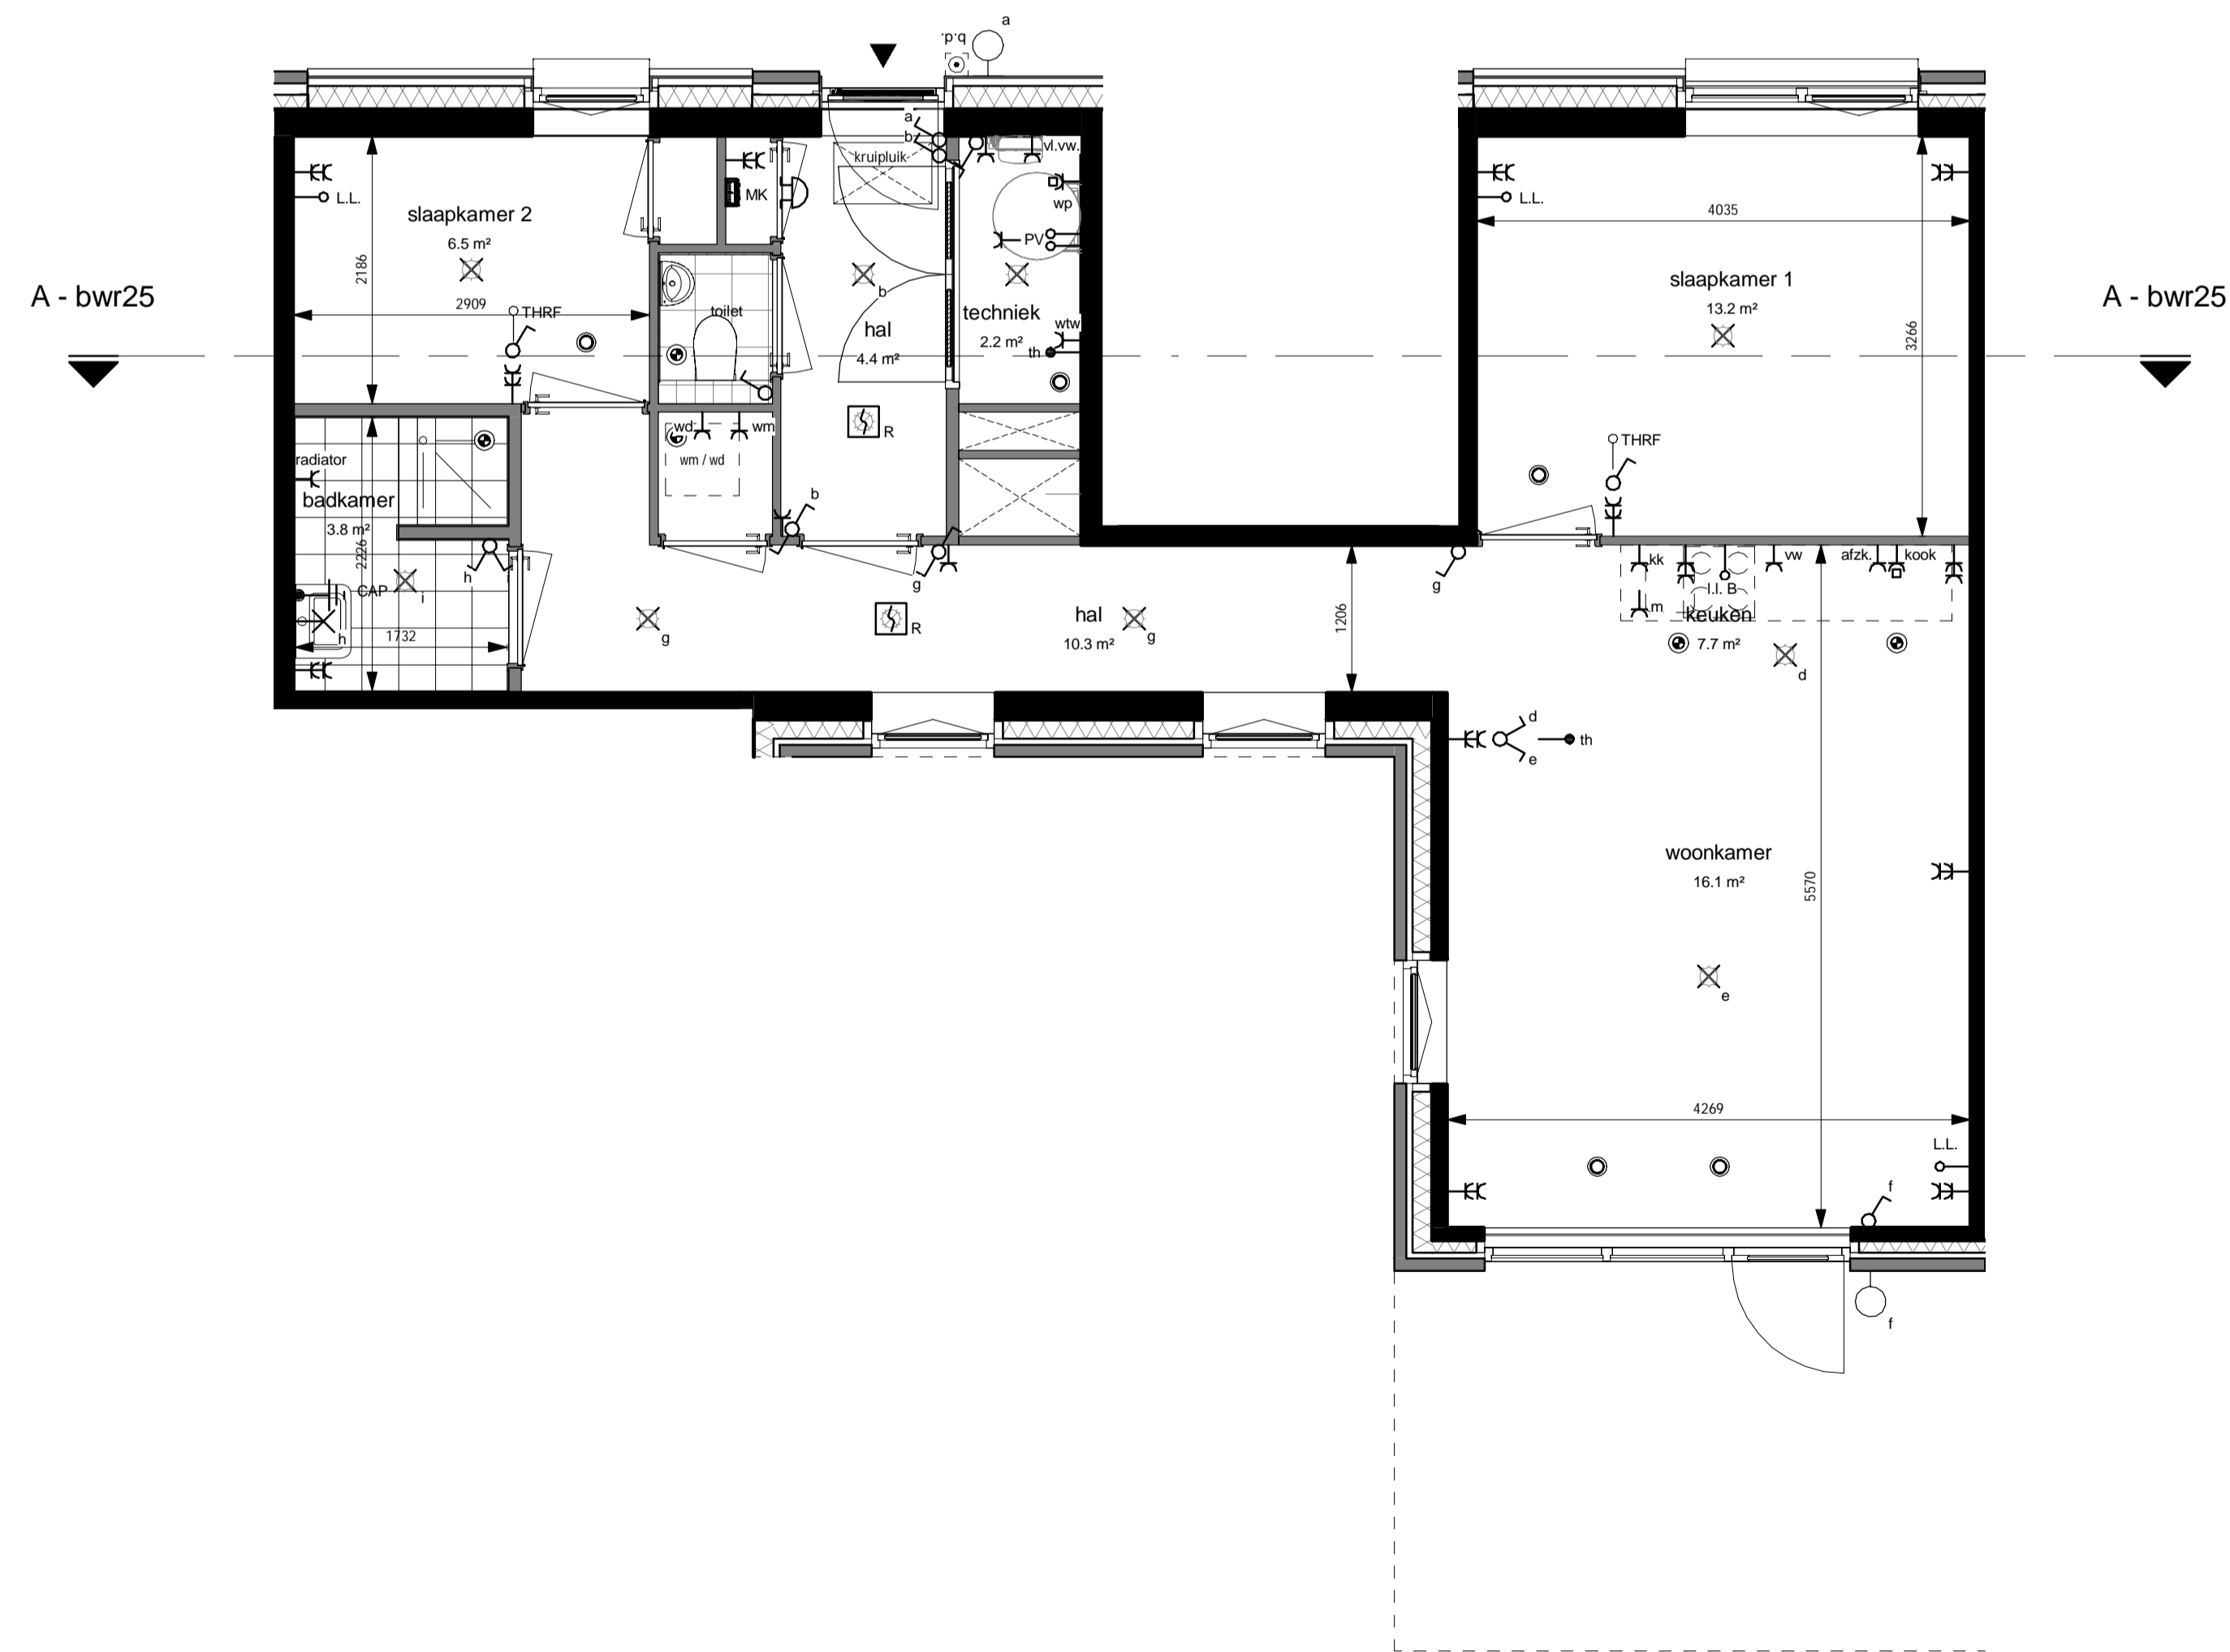 a
b.d.
a
b
kruipluik
vl.vw.
MK
wp
L.L.
slaapkamer 2
6.5 m²
2186
2909
THRF
PV
b
toilet
hal
4.4 m²
techniek
2.2 m²
wtw
th
L.L.
4035
slaapkamer 1
13.2 m²
3266
THRF
A - bwr25
A - bwr25
wd
wm
wm / wd
R
radiator
badkamer
3.8 m²
2226
h
i
CAP
i
h
1732
b
g
g
g
R
hal
10.3 m²
g
1206
kk
m
l.l. B
vw
afzk.
kook
keuken
7.7 m²
d
d
e
th
woonkamer
16.1 m²
5570
e
4269
L.L.
f
f